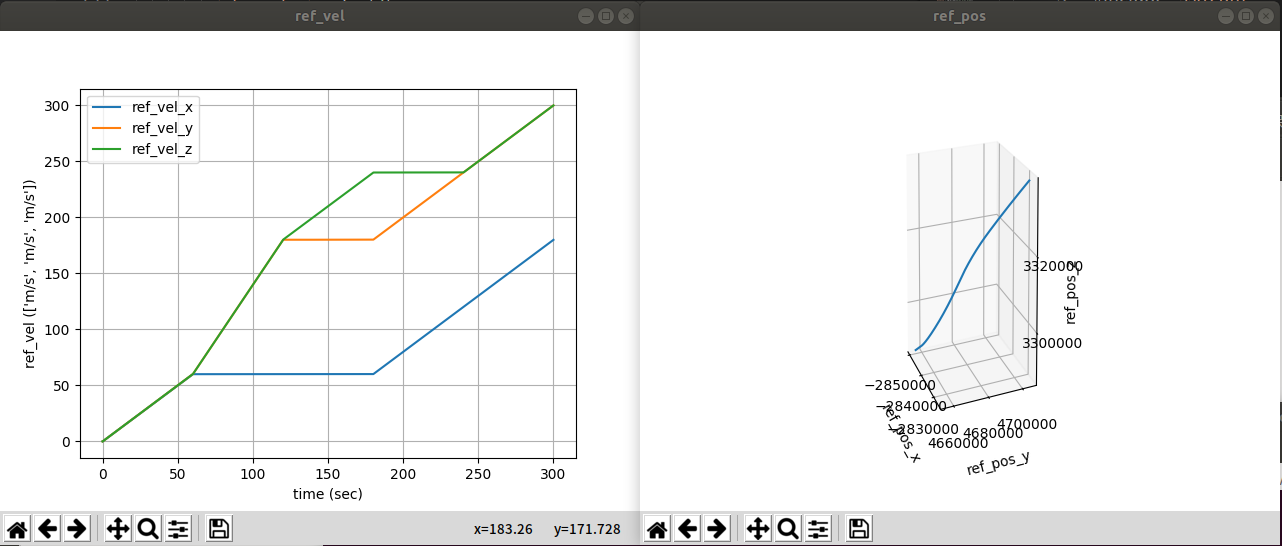 ref_vel
ref_pos
300
250
200
150
100
50
0
ref_vel_x
ref_vel_y
ref_vel_z
ref_vel (['m/s', 'm/s', 'm/s'])
0
50
100
150
200
250
300
time (sec)
3320000
3300000
ref_pos_z
−2850000
−2840000
−2830000
ref_pos_x
4660000
4680000
4700000
ref_pos_y
x=183.26 y=171.728